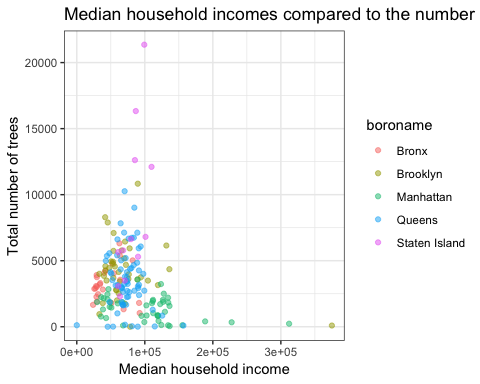 Median household incomes compared to the number
Total number of trees
20000
15000
10000
5000
0
0e+00 1e+05 2e+05 3e+05
Median household income
boroname
Bronx
Brooklyn
Manhattan
Queens
Staten Island